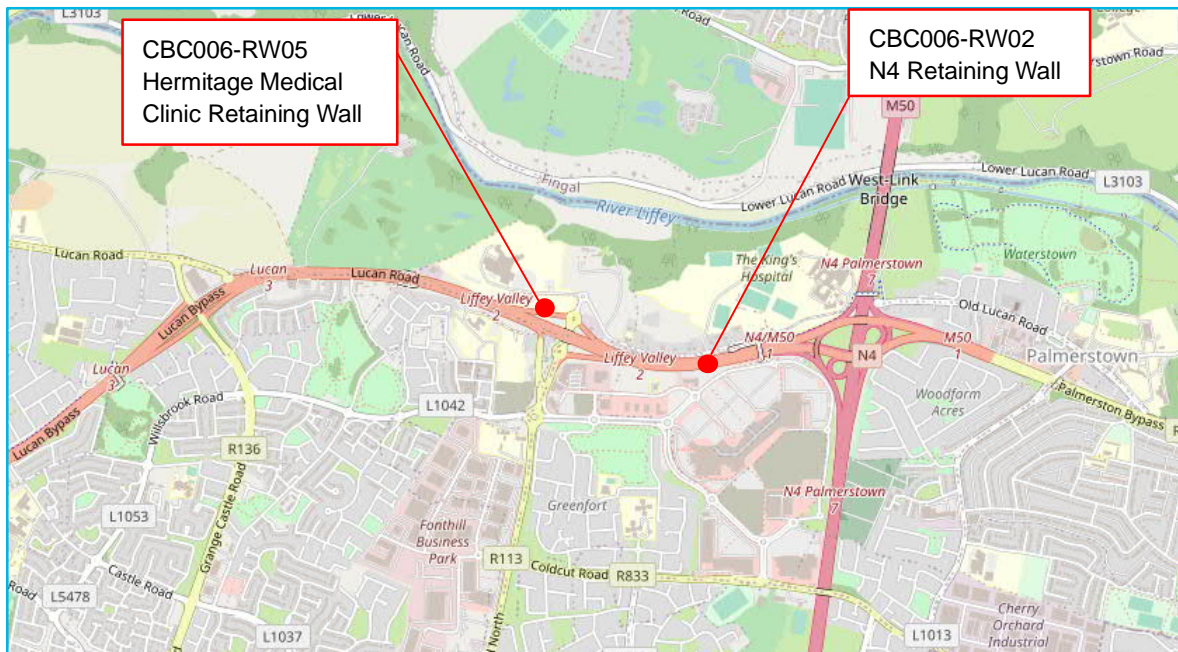 L3103
Lower Lucan Road
CBC006-RW05
Hermitage Medical
Clinic Retaining Wall
CBC006-RW02
N4 Retaining Wall
College
M50
Lower Lucan Road
L3103
Fingal
Lower Lucan Road
West-Link
Bridge
River Liffey
Lucan Road
Lucan
3
Lucan Road
Lucan Bypass
Liffey Valley
2
The King's
Hospital
N4 Palmerstown
7
Waterstown
Old Lucan Road
N4/M50
1
N4
M50
1
Palmerstown
Liffey Valley
2
Lucan
3
Lucan Bypass
Willsbrook Road
L1042
R136
Woodfarm
Acres
Palmerston Bypass
L1053
Grange Castle Road
Fonthill
Business
Park
Greenfort
N4 Palmerstown
7
R113
Coldcut Road
R833
Castle Road
L5478
Road
L1037
North
L1013
Cherry
Orchard
Industrial